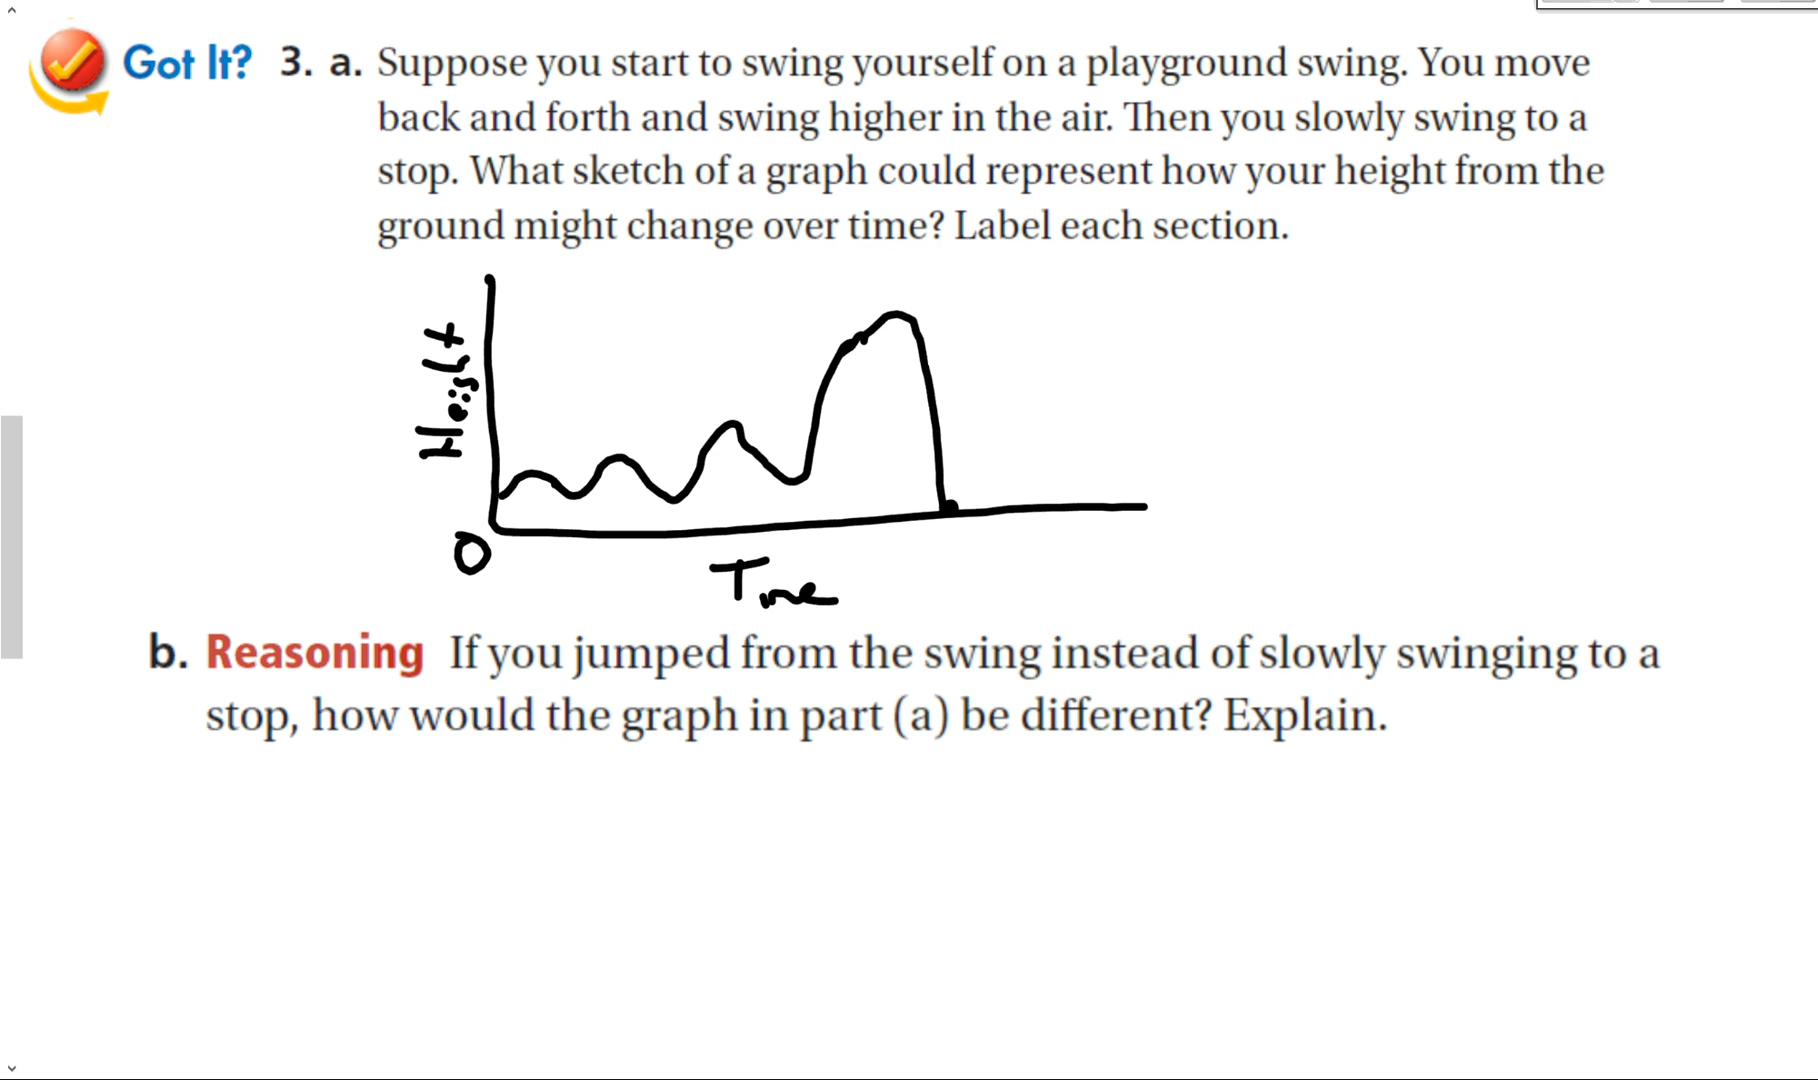 Got It? 3. a. Suppose you start to swing yourself on a playground swing. You move
back and forth and swing higher in the air. Then you slowly swing to a
stop. What sketch of a graph could represent how your height from the
ground might change over time? Label each section.
Height
0
Time
b. Reasoning If you jumped from the swing instead of slowly swinging to a
stop, how would the graph in part (a) be different? Explain.